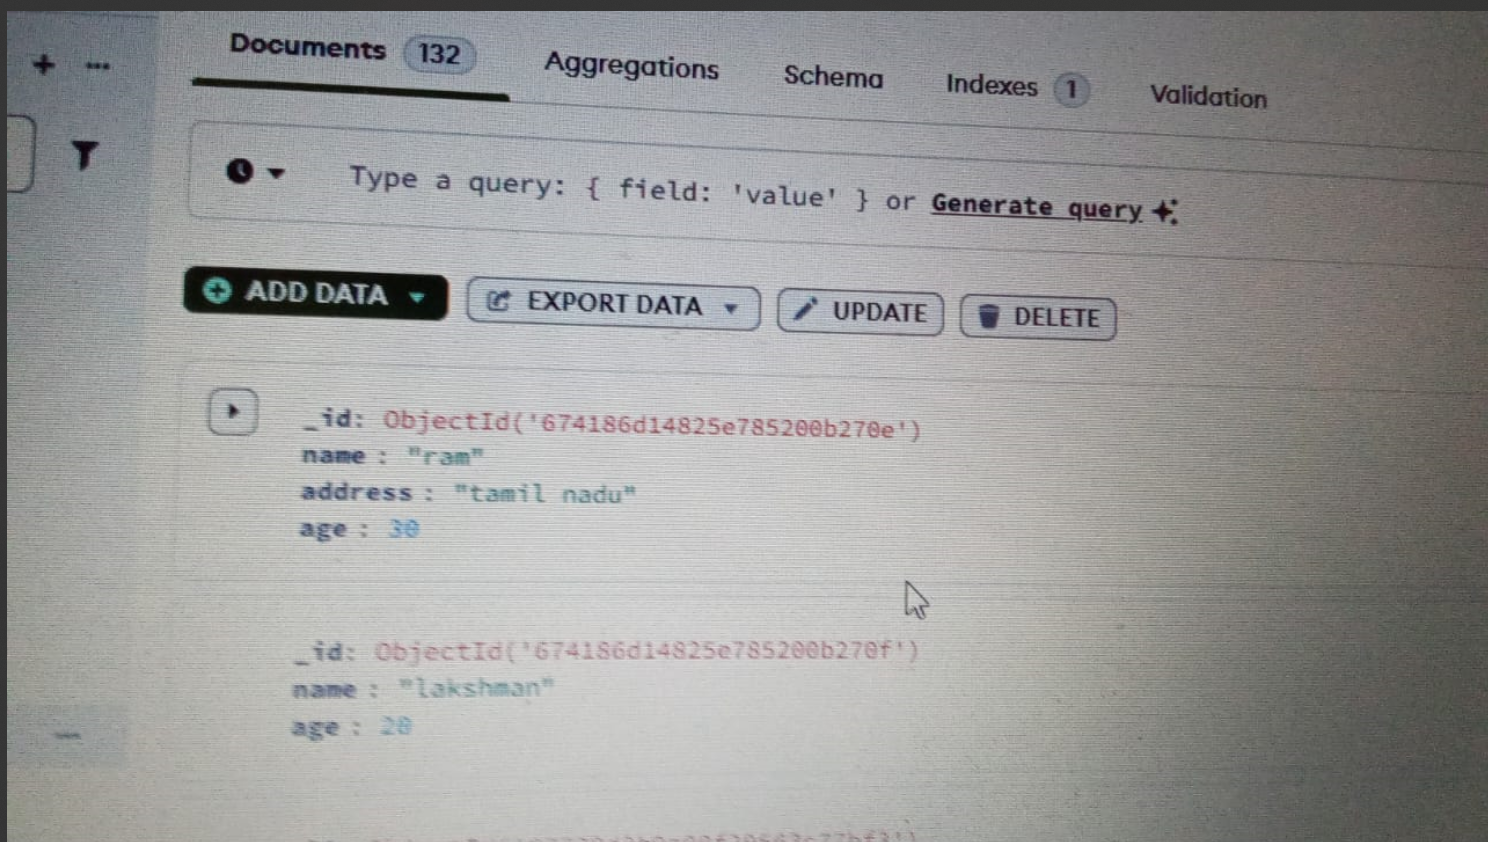 Documents 132 Aggregations Schema Indexes 1 Validation
Type a query: { field: 'value' } or Generate query
ADD DATA EXPORT DATA UPDATE DELETE
_id: ObjectId('674186d14825e785200b270e')
name : "ram"
address : "tamil nadu"
age : 30
_id: ObjectId('674186d14825e785200b270f')
name : "lakshman"
age : 20